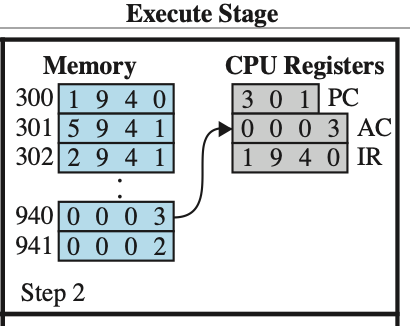 Execute Stage
Memory CPU Registers
300 1 9 4 0 3 0 1 PC
301 5 9 4 1 0 0 0 3 AC
302 2 9 4 1 1 9 4 0 IR
940 0 0 0 3
941 0 0 0 2
Step 2